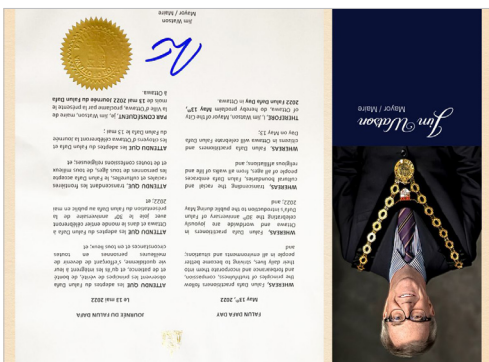 Jim Watson
Mayor / Maire
FALUN DAFA DAY
May 13th, 2022
WHEREAS, Falun Dafa practitioners follow
the principles of truthfulness, compassion,
and forbearance and incorporate them into
their daily lives, striving to become better
people in all environments and situations;
and
WHEREAS, Falun Dafa practitioners in
Ottawa and worldwide are joyously
celebrating the 30th anniversary of Falun
Dafa's introduction to the public during May
2022; and
WHEREAS, transcending the racial and
cultural boundaries, Falun Dafa embraces
people of all ages, from all walks of life and
religious affiliations; and
WHEREAS, Falun Dafa practitioners and
citizens in Ottawa will celebrate Falun Dafa
Day on May 13;
THEREFORE, I, Jim Watson, Mayor of the City
of Ottawa, do hereby proclaim May 13th,
2022 Falun Dafa Day in Ottawa.
JOURNÉE DU FALUN DAFA
Le 13 mai 2022
ATTENDU QUE les adeptes du Falun Dafa
observent les principes de vérité, de bonté
et de patience, et qu'ils les intègrent à leur
vie quotidienne, s'efforçant de devenir de
meilleures personnes en toutes
circonstances et en tous lieux; et
ATTENDU QUE les adeptes du Falun Dafa à
Ottawa et dans le monde entier célébreront
avec joie le 30e anniversaire de la
présentation du Falun Dafa au public en mai
2022; et
ATTENDU QUE, transcendant les frontières
raciales et culturelles, le Falun Dafa accepte
les personnes de tous âges, de tous milieux
et de toutes confessions religieuses; et
ATTENDU QUE les adeptes du Falun Dafa et
les citoyens d'Ottawa célébreront la Journée
du Falun Dafa le 13 mai;
PAR CONSÉQUENT, je, Jim Watson, maire de
la Ville d'Ottawa, proclame par la présente le
mois de 13 mai 2022 Journée du Falun Dafa
à Ottawa.
Jim Watson
Mayor / Maire